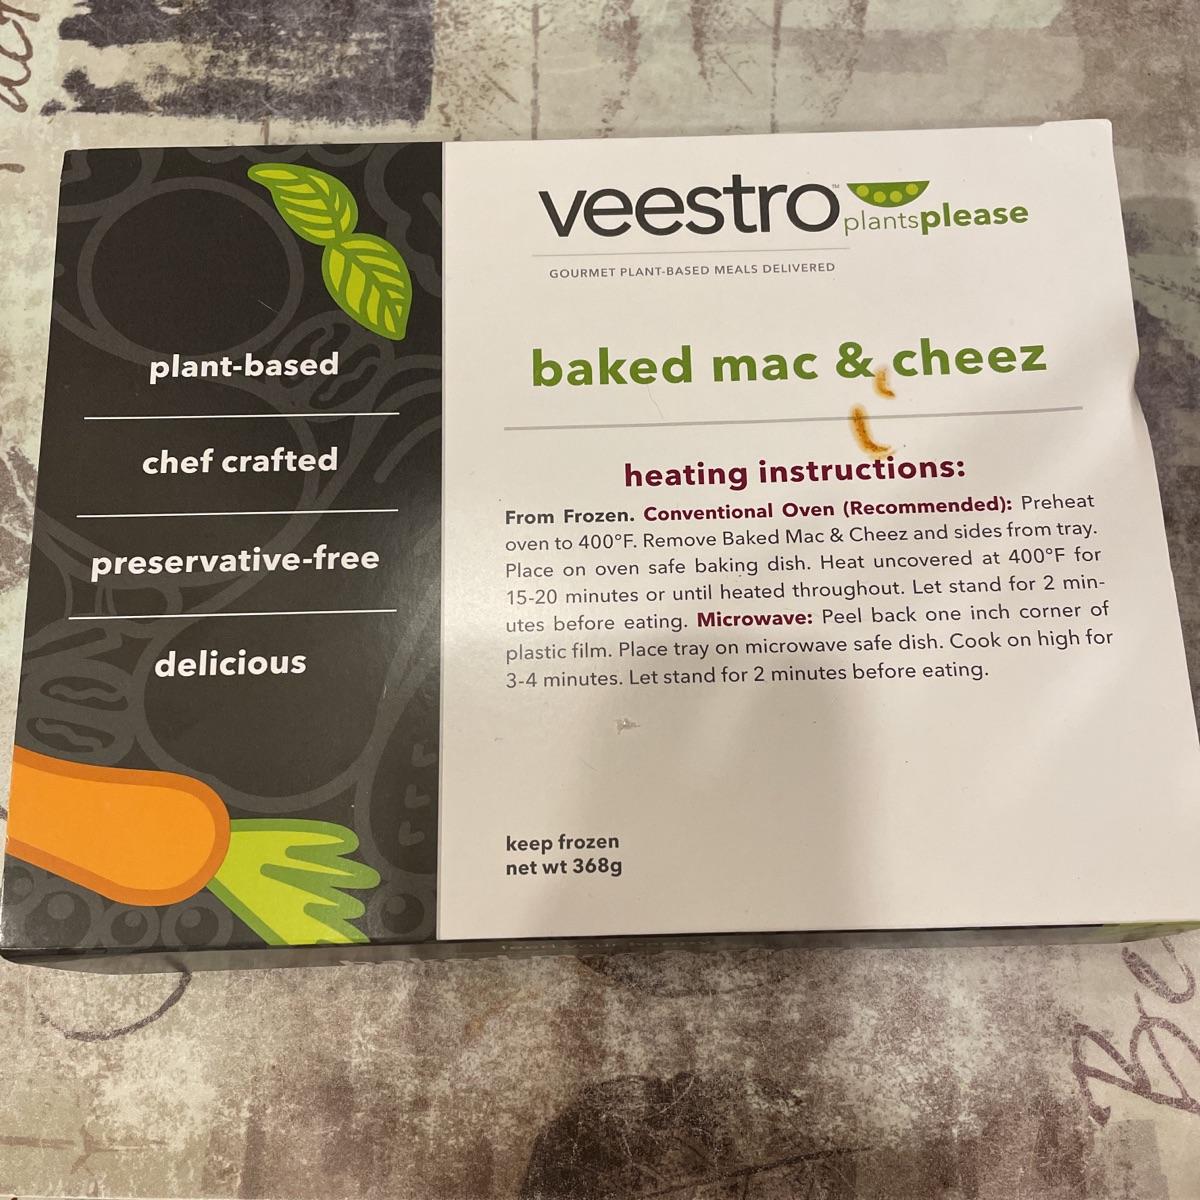 plant-based
chef crafted
preservative-free
delicious
veestro™
plantsplease
GOURMET PLANT-BASED MEALS DELIVERED
baked mac & cheez
heating instructions:
From Frozen. Conventional Oven (Recommended): Preheat
oven to 400°F. Remove Baked Mac & Cheez and sides from tray.
Place on oven safe baking dish. Heat uncovered at 400°F for
15-20 minutes or until heated throughout. Let stand for 2 min-
utes before eating. Microwave: Peel back one inch corner of
plastic film. Place tray on microwave safe dish. Cook on high for
3-4 minutes. Let stand for 2 minutes before eating.
keep frozen
net wt 368g